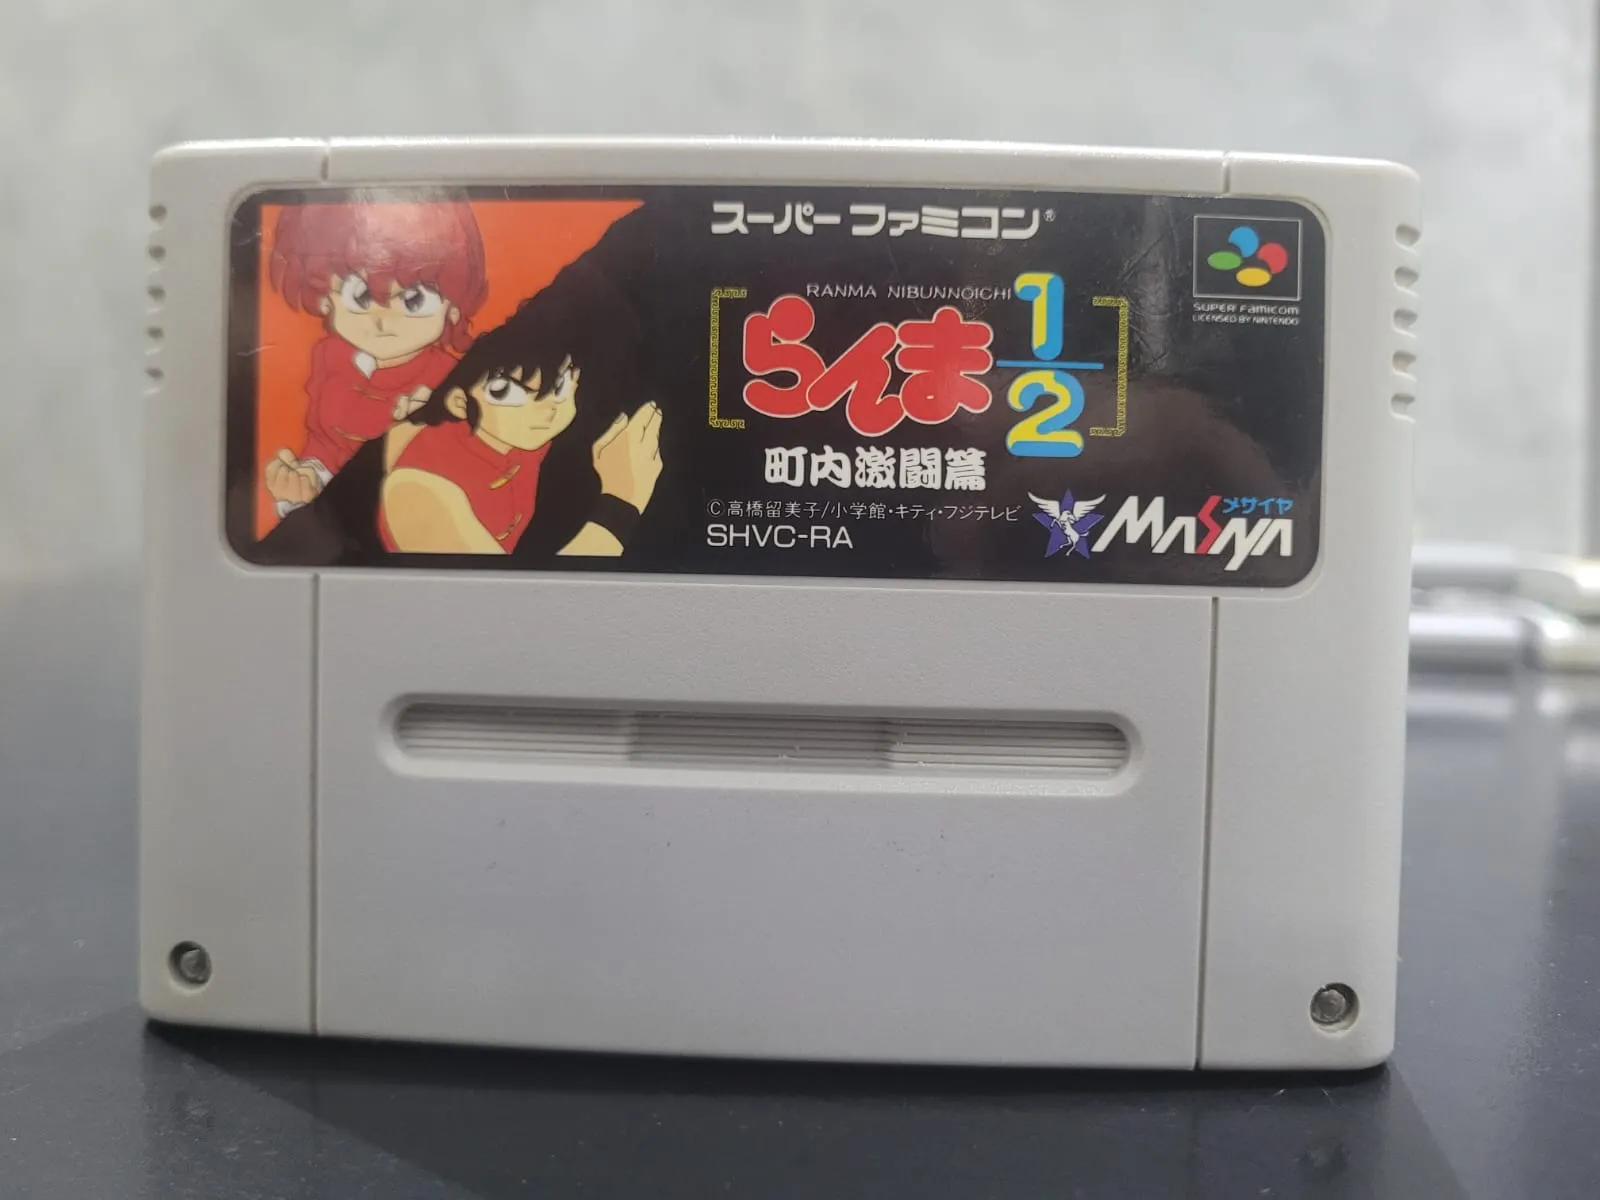 スーパーファミコン®
SUPER FAMICOM
LICENSED BY NINTENDO
RANMA NIBUNNOICHI
らんま1/2
町内激闘篇
©高橋留美子/小学館・キティ・フジテレビ
SHVC-RA
メサイヤ
MASAYA